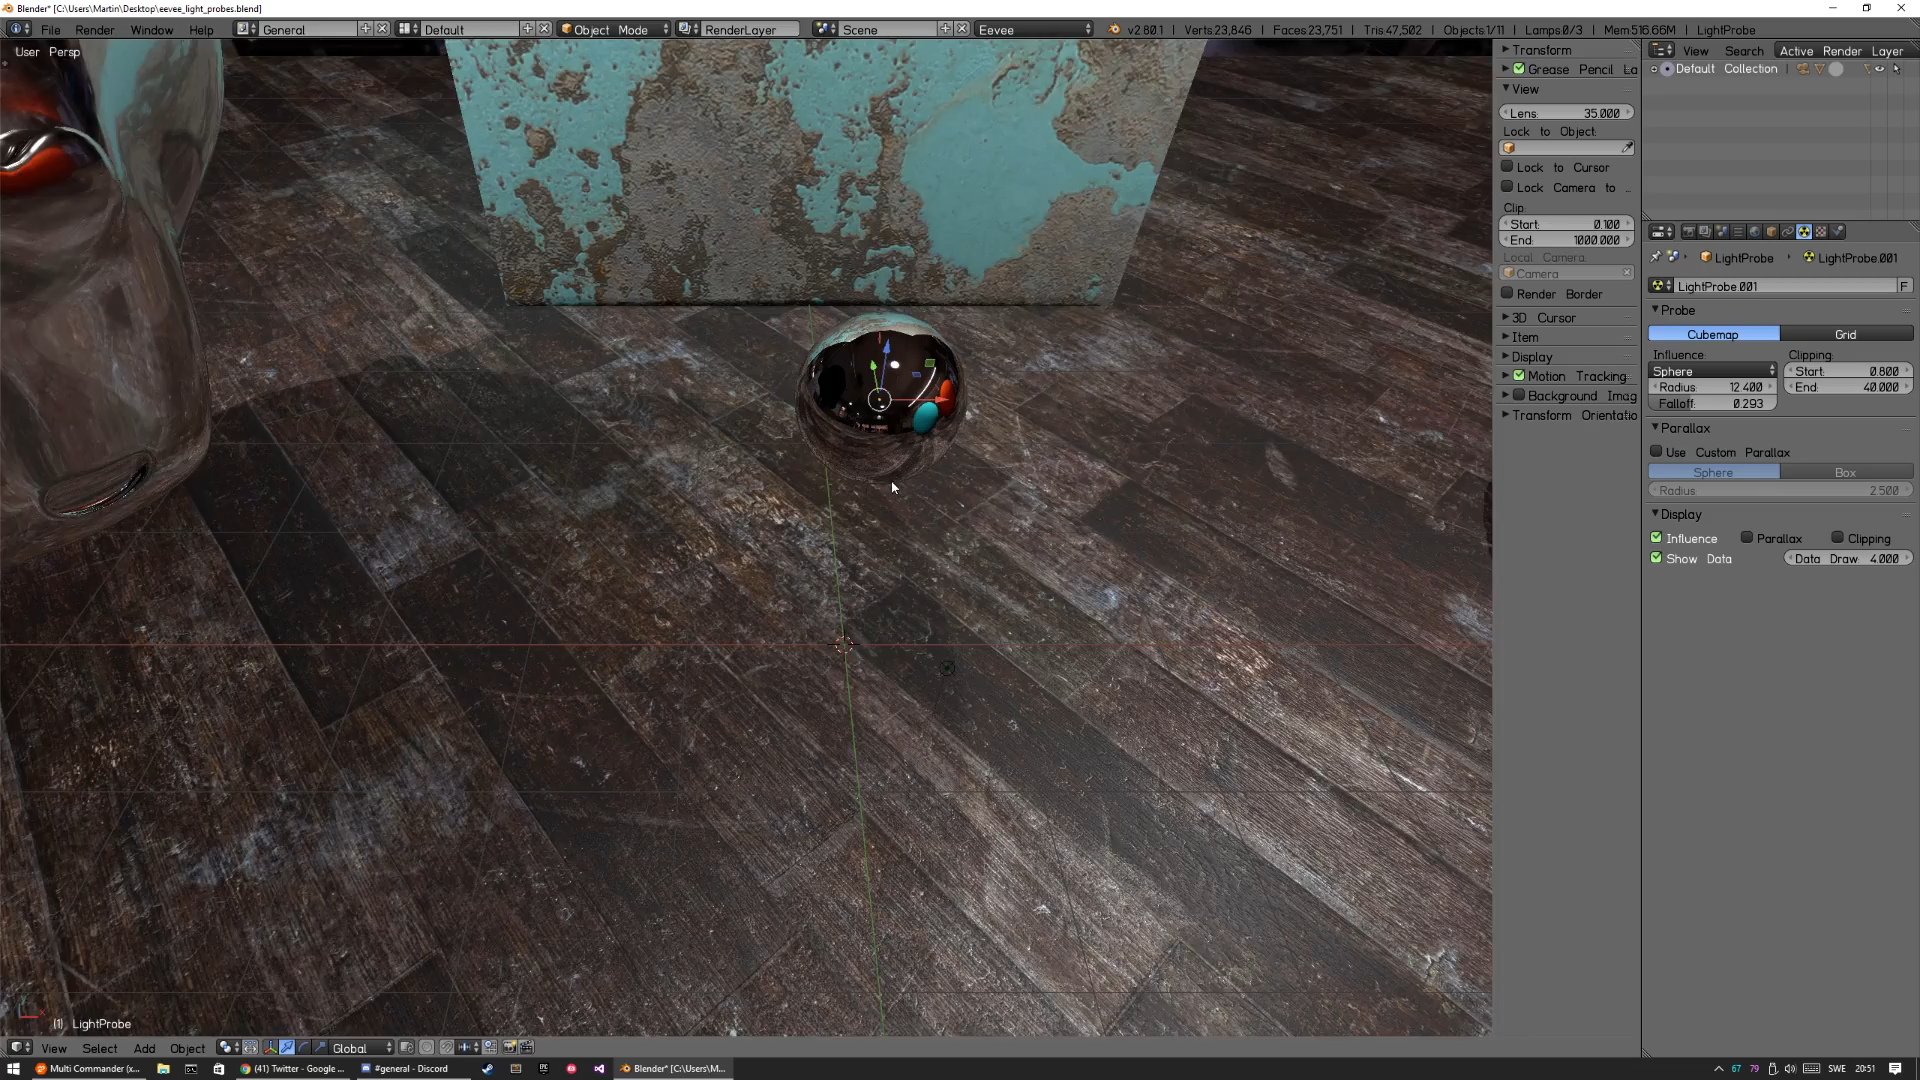 Blender* [C:\Users\Martin\Desktop\eevee_light_probes.blend]
File Render Window Help General Default Object Mode RenderLayer Scene Eevee v2.80.1 Verts:23,846 Faces:23,751 Tris:47,502 Objects:1/11 Lamps:0/3 Mem:516.66M LightProbe
User Persp
Transform
Grease Pencil La
View
Lens: 35.000
Lock to Object:
Lock to Cursor
Lock Camera to ..
Clip:
Start: 0.100
End: 1000.000
Local Camera:
Camera
Render Border
3D Cursor
Item
Display
Motion Tracking
Background Imag
Transform Orientatio
View Search Active Render Layer
Default Collection
LightProbe LightProbe.001
LightProbe.001 F
Probe
Cubemap Grid
Influence: Clipping:
Sphere Start: 0.800
Radius: 12.400 End: 40.000
Falloff: 0.293
Parallax
Use Custom Parallax
Sphere Box
Radius: 2.500
Display
Influence Parallax Clipping
Show Data Data Draw 4.000
(1) LightProbe
View Select Add Object Global
Multi Commander (x... (41) Twitter - Google ... #general - Discord Blender* [C:\Users\M... 67 79 SWE 20:51